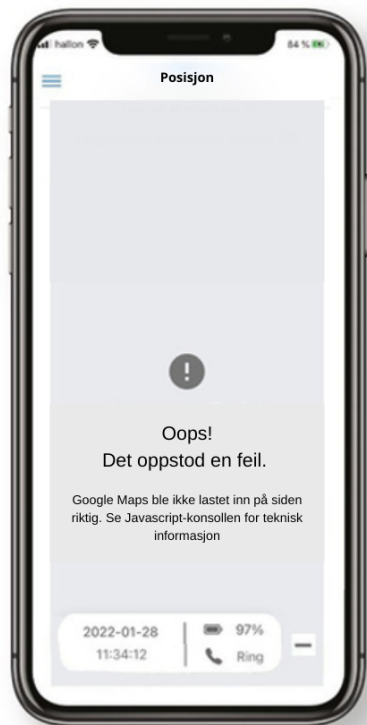 hallon 84 %
Posisjon
Oops!
Det oppstod en feil.
Google Maps ble ikke lastet inn på siden
riktig. Se Javascript-konsollen for teknisk
informasjon
2022-01-28 97%
11:34:12 Ring